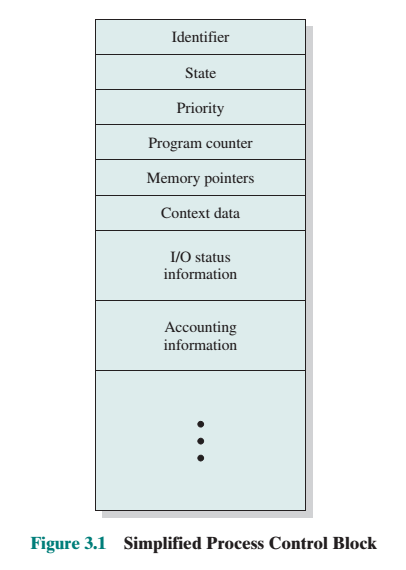 Identifier
State
Priority
Program counter
Memory pointers
Context data
I/O status
information
Accounting
information
Figure 3.1 Simplified Process Control Block